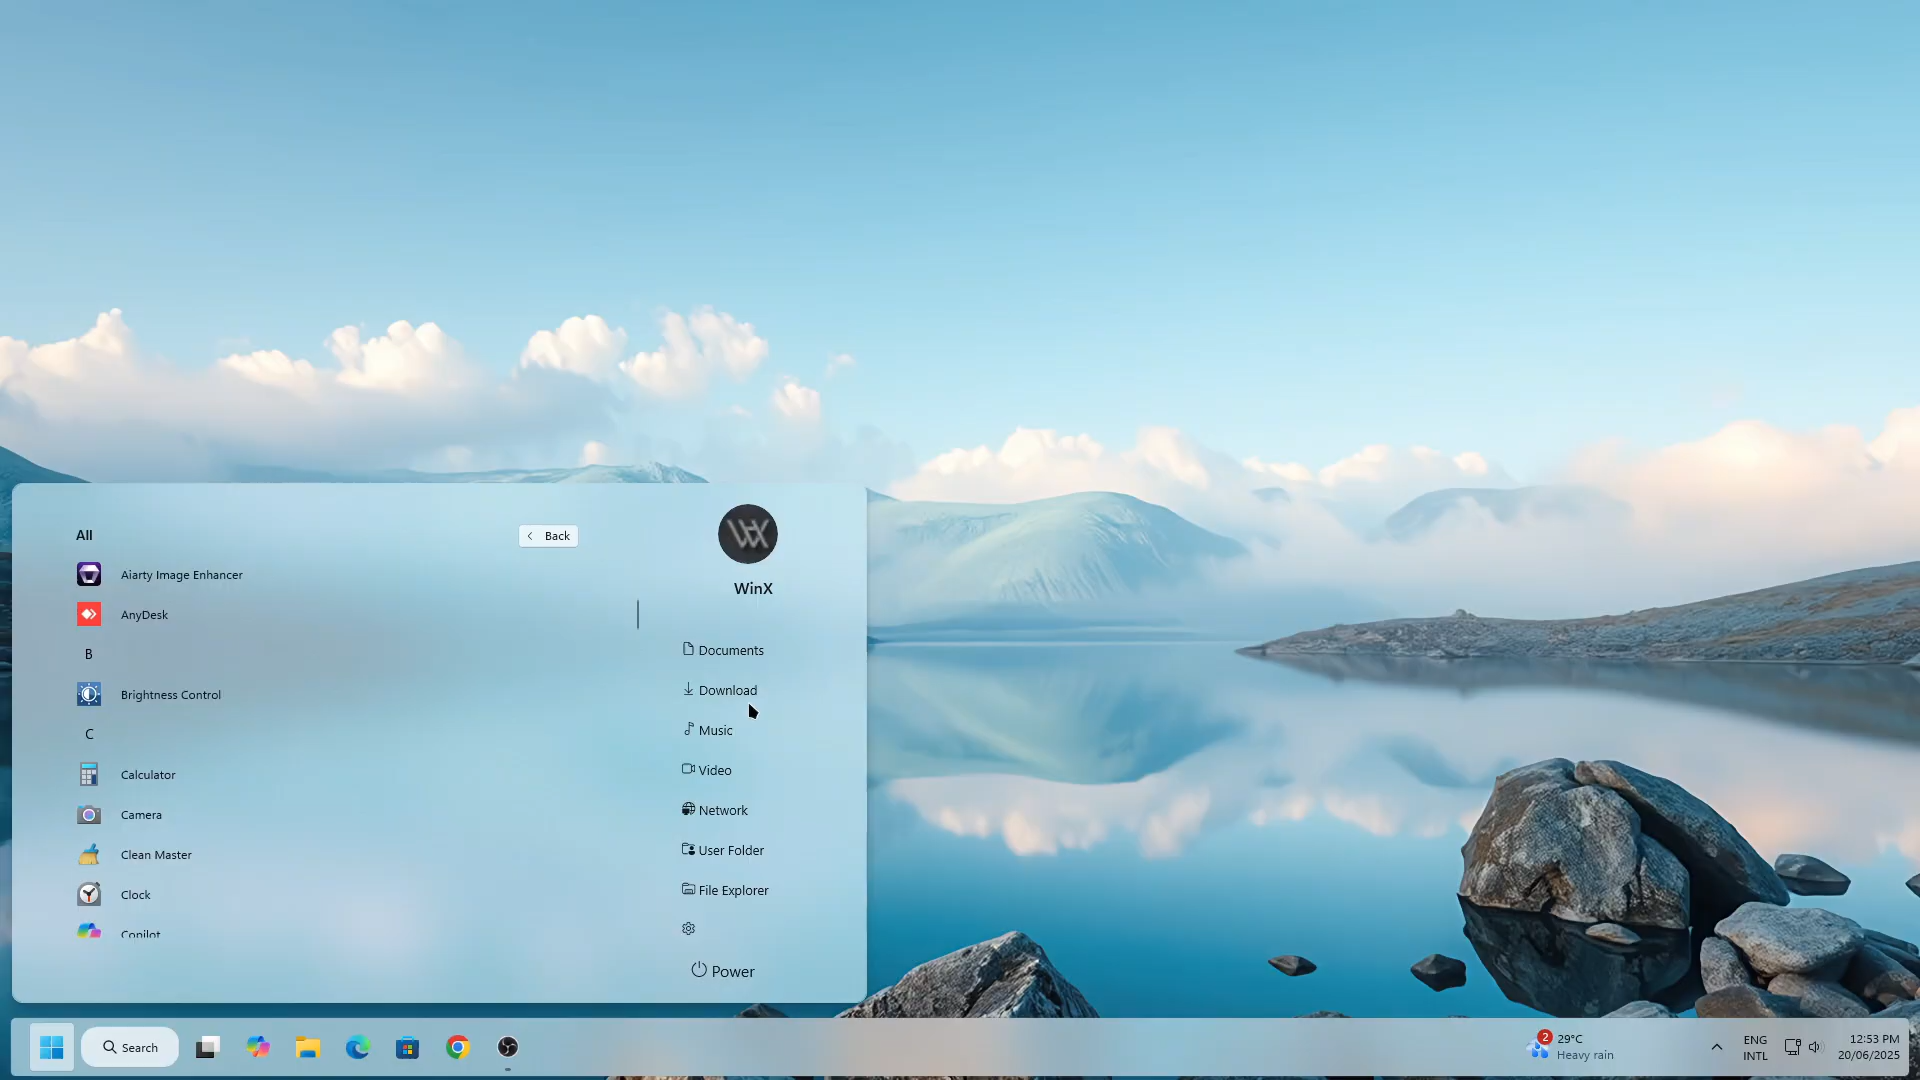 All
Back
Aiarty Image Enhancer
AnyDesk
B
Brightness Control
C
Calculator
Camera
Clean Master
Clock
Copilot
WX
WinX
Documents
Download
Music
Video
Network
User Folder
File Explorer
Power
Search
2
29°C
Heavy rain
ENG
INTL
12:53 PM
20/06/2025